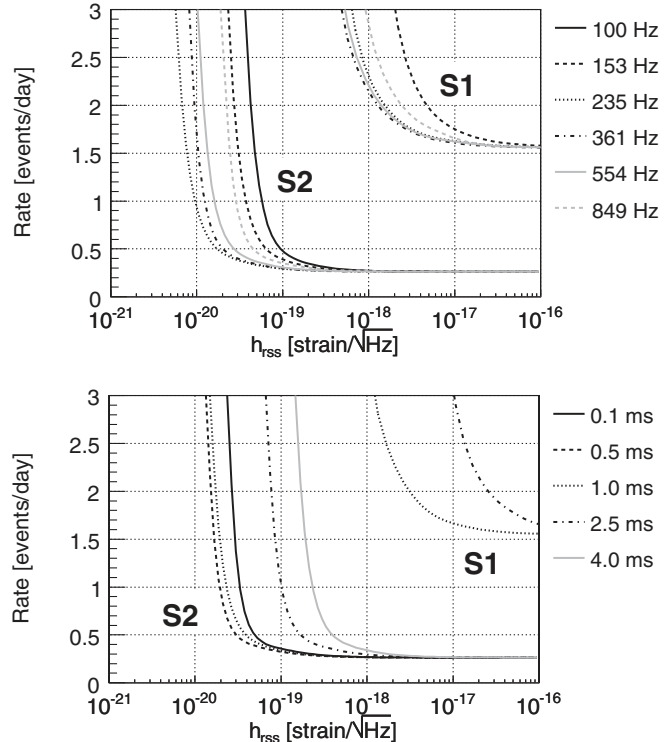 3
2.5
2
1.5
1
0.5
0
Rate [events/day]
S1
S2
10^-21 10^-20 10^-19 10^-18 10^-17 10^-16
h_rss [strain/√Hz]
100 Hz
153 Hz
235 Hz
361 Hz
554 Hz
849 Hz
3
2.5
2
1.5
1
0.5
0
Rate [events/day]
S1
S2
10^-21 10^-20 10^-19 10^-18 10^-17 10^-16
h_rss [strain/√Hz]
0.1 ms
0.5 ms
1.0 ms
2.5 ms
4.0 ms